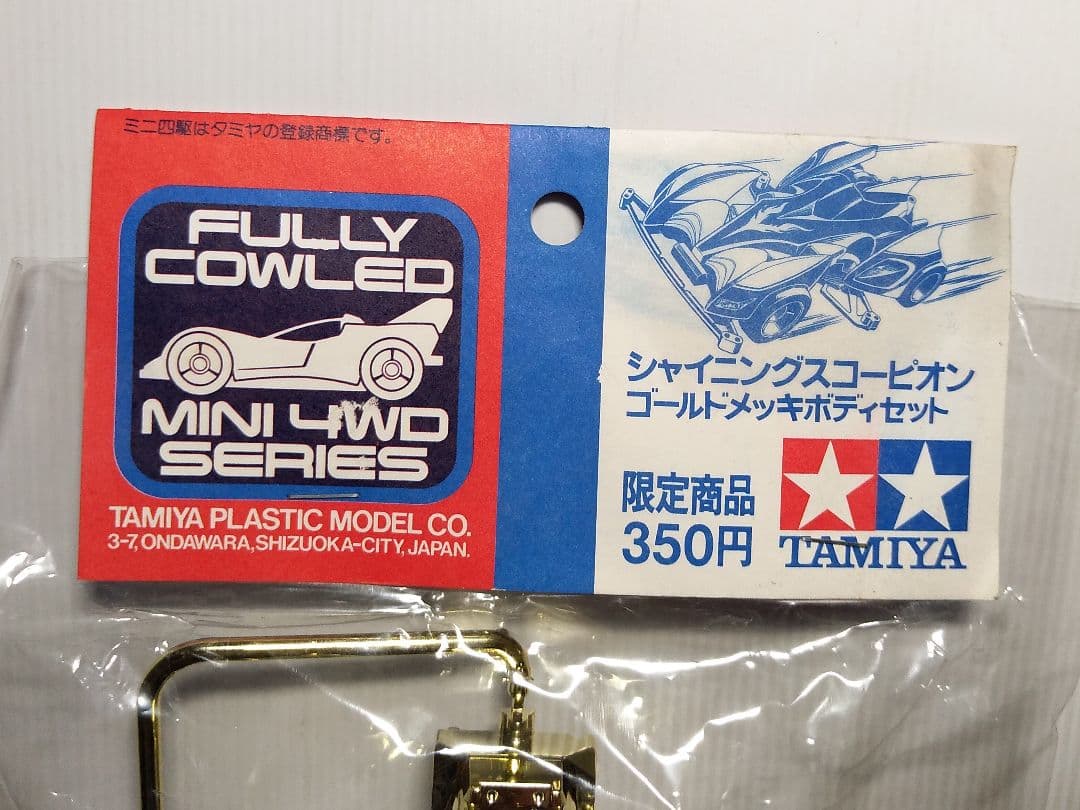 ミニ四駆はタミヤの登録商標です。
FULLY
COWLED
MINI 4WD
SERIES
TAMIYA PLASTIC MODEL CO.
3-7, ONDAWARA, SHIZUOKA-CITY, JAPAN.
シャイニングスコーピオン
ゴールドメッキボディセット
限定商品
350円
TAMIYA